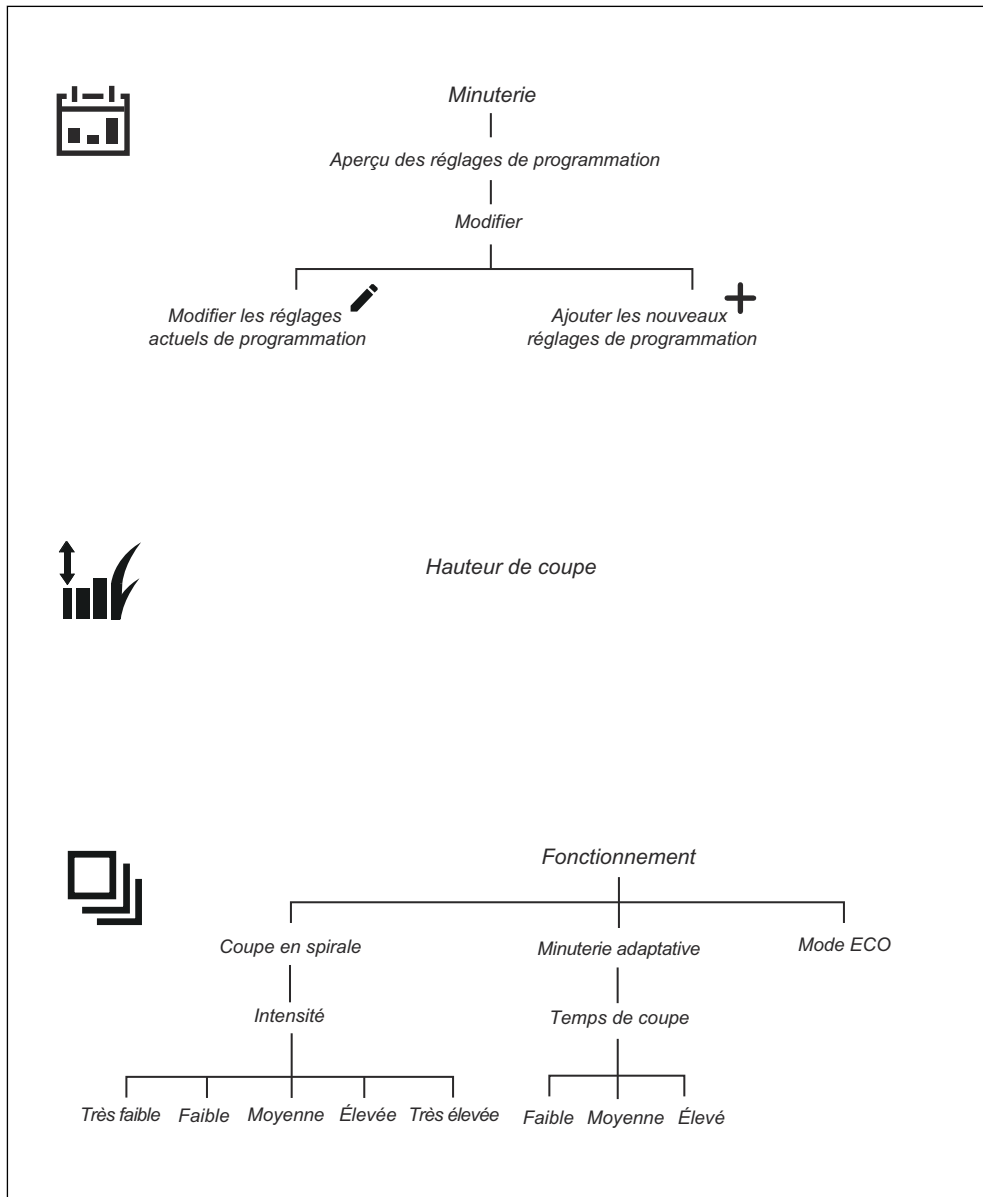 Minuterie
Aperçu des réglages de programmation
Modifier
Modifier les réglages
actuels de programmation
Ajouter les nouveaux
réglages de programmation
Hauteur de coupe
Fonctionnement
Coupe en spirale
Minuterie adaptative
Mode ECO
Intensité
Temps de coupe
Très faible
Faible
Moyenne
Élevée
Très élevée
Faible
Moyenne
Élevé